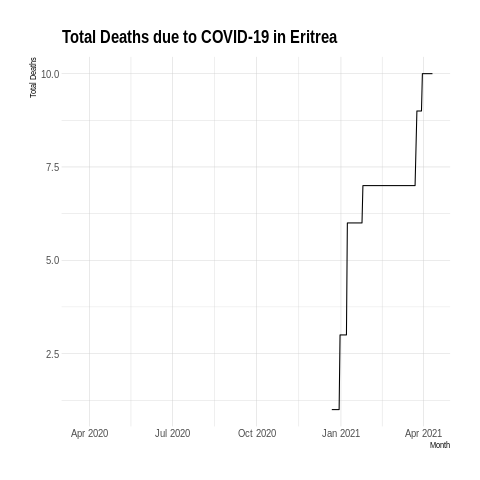 Total Deaths due to COVID-19 in Eritrea
Total Deaths
10.0
7.5
5.0
2.5
Apr 2020 Jul 2020 Oct 2020 Jan 2021 Apr 2021
Month